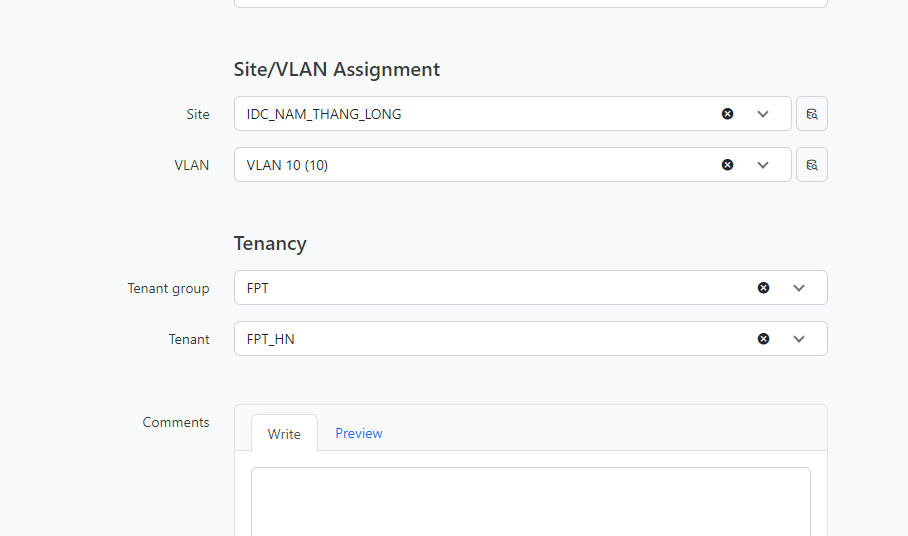 Site/VLAN Assignment
Site
IDC_NAM_THANG_LONG
VLAN
VLAN 10 (10)
Tenancy
Tenant group
FPT
Tenant
FPT_HN
Comments
Write
Preview